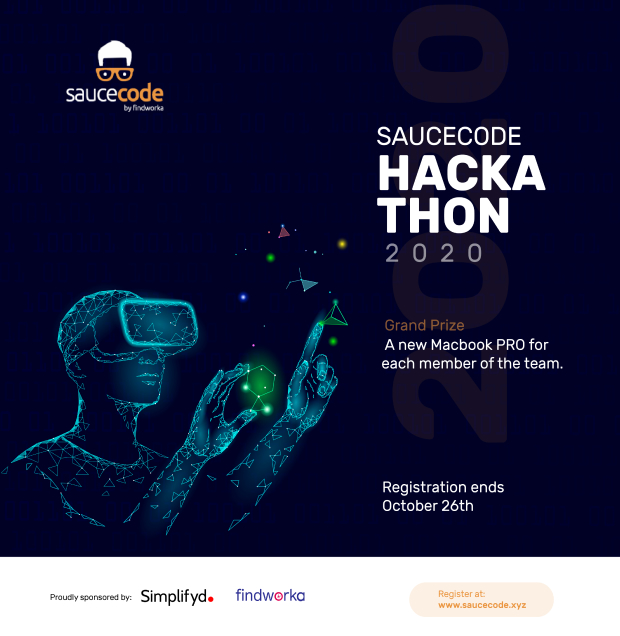 saucecode
by findworka
2020
SAUCECODE
HACKA
THON
2020
Grand Prize
A new Macbook PRO for
each member of the team.
Registration ends
October 26th
Proudly sponsored by:
Simplifyd.
findworka
Register at:
www.saucecode.xyz